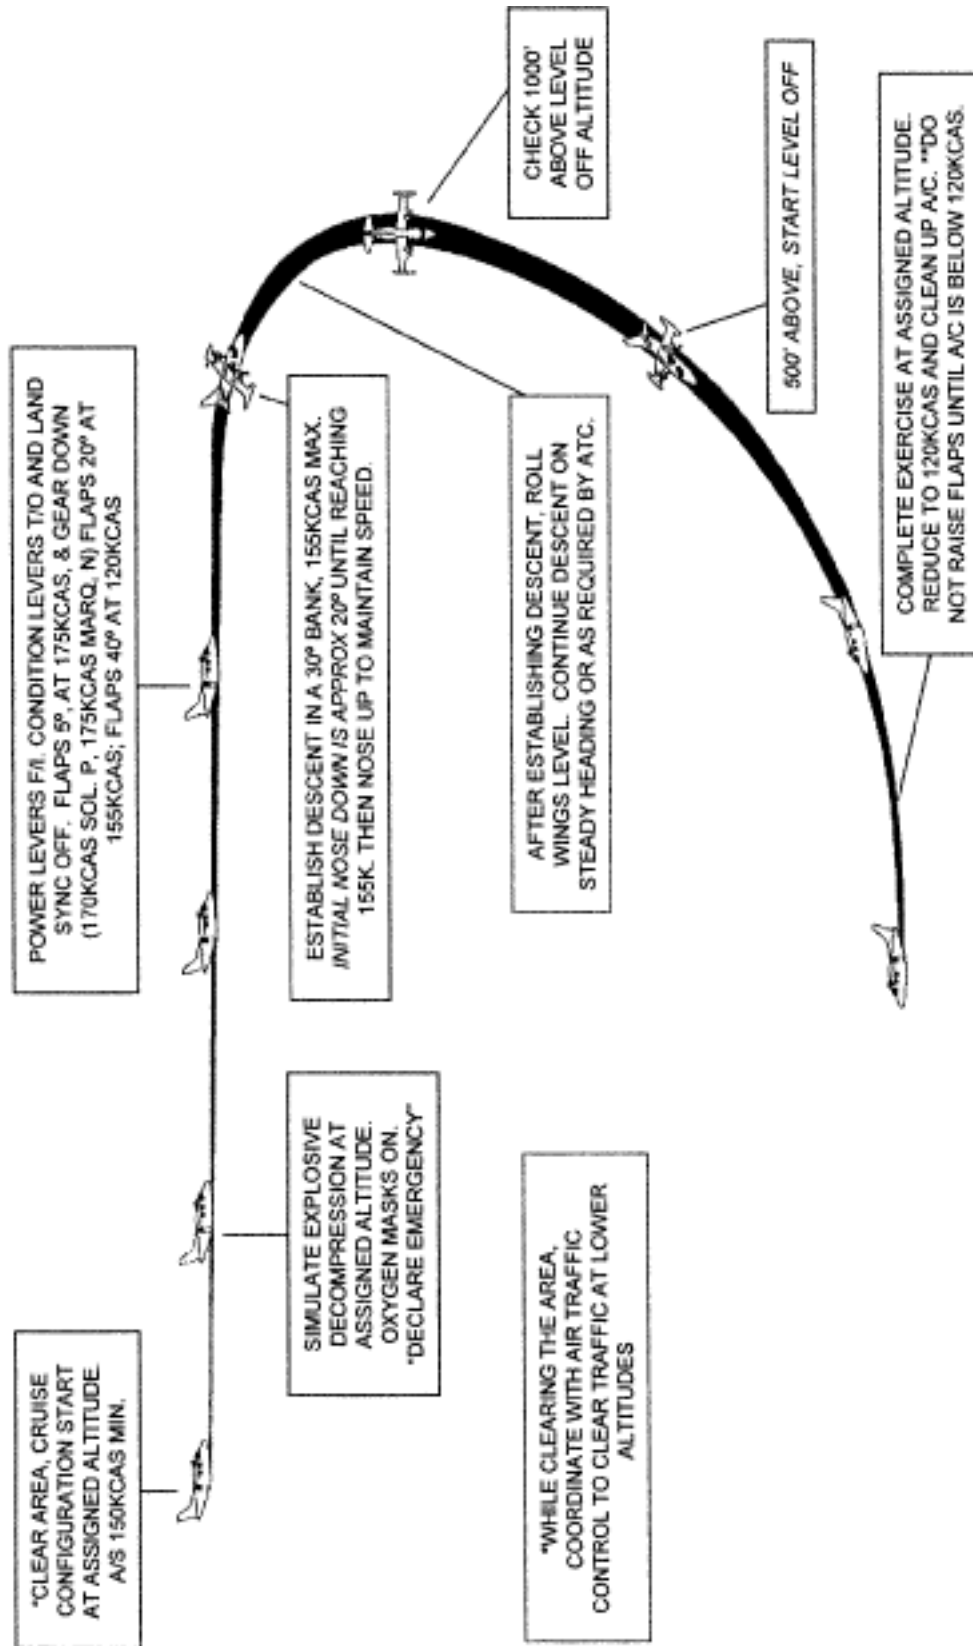 "CLEAR AREA, CRUISE
CONFIGURATION START
AT ASSIGNED ALTITUDE.
A/S 150KCAS MIN.
SIMULATE EXPLOSIVE
DECOMPRESSION AT
ASSIGNED ALTITUDE.
OXYGEN MASKS ON.
"DECLARE EMERGENCY"
"WHILE CLEARING THE AREA,
COORDINATE WITH AIR TRAFFIC
CONTROL TO CLEAR TRAFFIC AT LOWER
ALTITUDES
POWER LEVERS F/I. CONDITION LEVERS T/O AND LAND
SYNC OFF. FLAPS 5º, AT 175KCAS, & GEAR DOWN
(170KCAS SOL. P, 175KCAS MARQ, N) FLAPS 20º AT
155KCAS; FLAPS 40º AT 120KCAS
ESTABLISH DESCENT IN A 30º BANK, 155KCAS MAX.
INITIAL NOSE DOWN IS APPROX 20º UNTIL REACHING
155K. THEN NOSE UP TO MAINTAIN SPEED.
AFTER ESTABLISHING DESCENT, ROLL
WINGS LEVEL. CONTINUE DESCENT ON
STEADY HEADING OR AS REQUIRED BY ATC.
CHECK 1000'
ABOVE LEVEL
OFF ALTITUDE
500' ABOVE, START LEVEL OFF
COMPLETE EXERCISE AT ASSIGNED ALTITUDE.
REDUCE TO 120KCAS AND CLEAN UP A/C. **DO
NOT RAISE FLAPS UNTIL A/C IS BELOW 120KCAS.